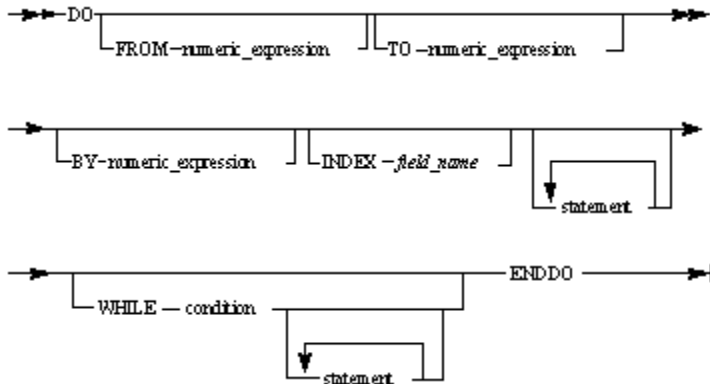 DO
FROM numeric_expression TO numeric_expression
BY numeric_expression INDEX field_name
statement
ENDDO
WHILE condition
statement